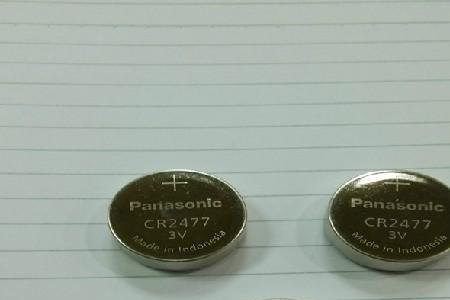 +
Panasonic
CR2477
3V
Made in Indonesia
+
Panasonic
CR2477
3V
Made in Indonesia